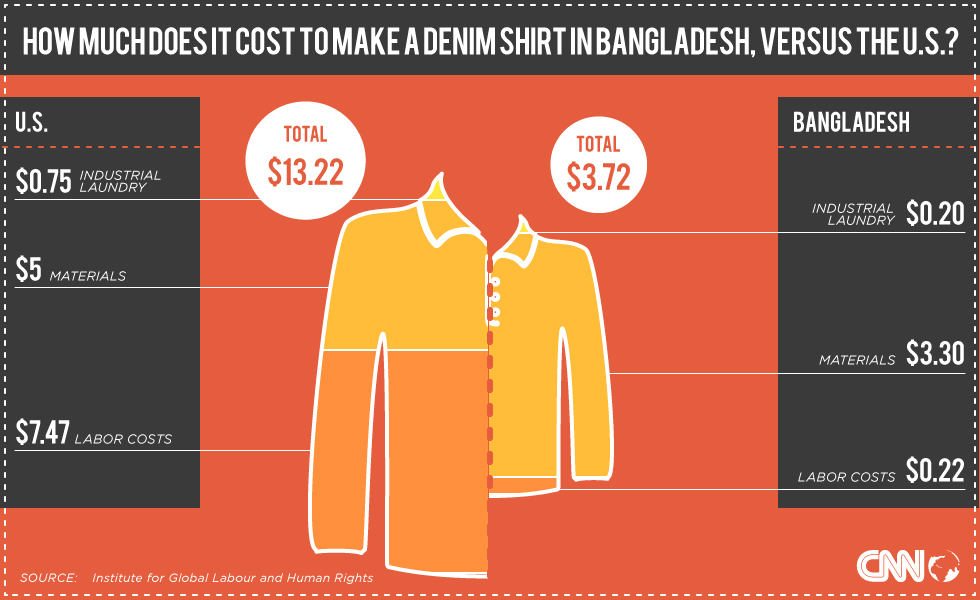 HOW MUCH DOES IT COST TO MAKE A DENIM SHIRT IN BANGLADESH, VERSUS THE U.S.?
U.S.
$0.75 INDUSTRIAL
LAUNDRY
$5 MATERIALS
$7.47 LABOR COSTS
TOTAL
$13.22
TOTAL
$3.72
BANGLADESH
INDUSTRIAL
LAUNDRY $0.20
MATERIALS $3.30
LABOR COSTS $0.22
SOURCE: Institute for Global Labour and Human Rights
CNN